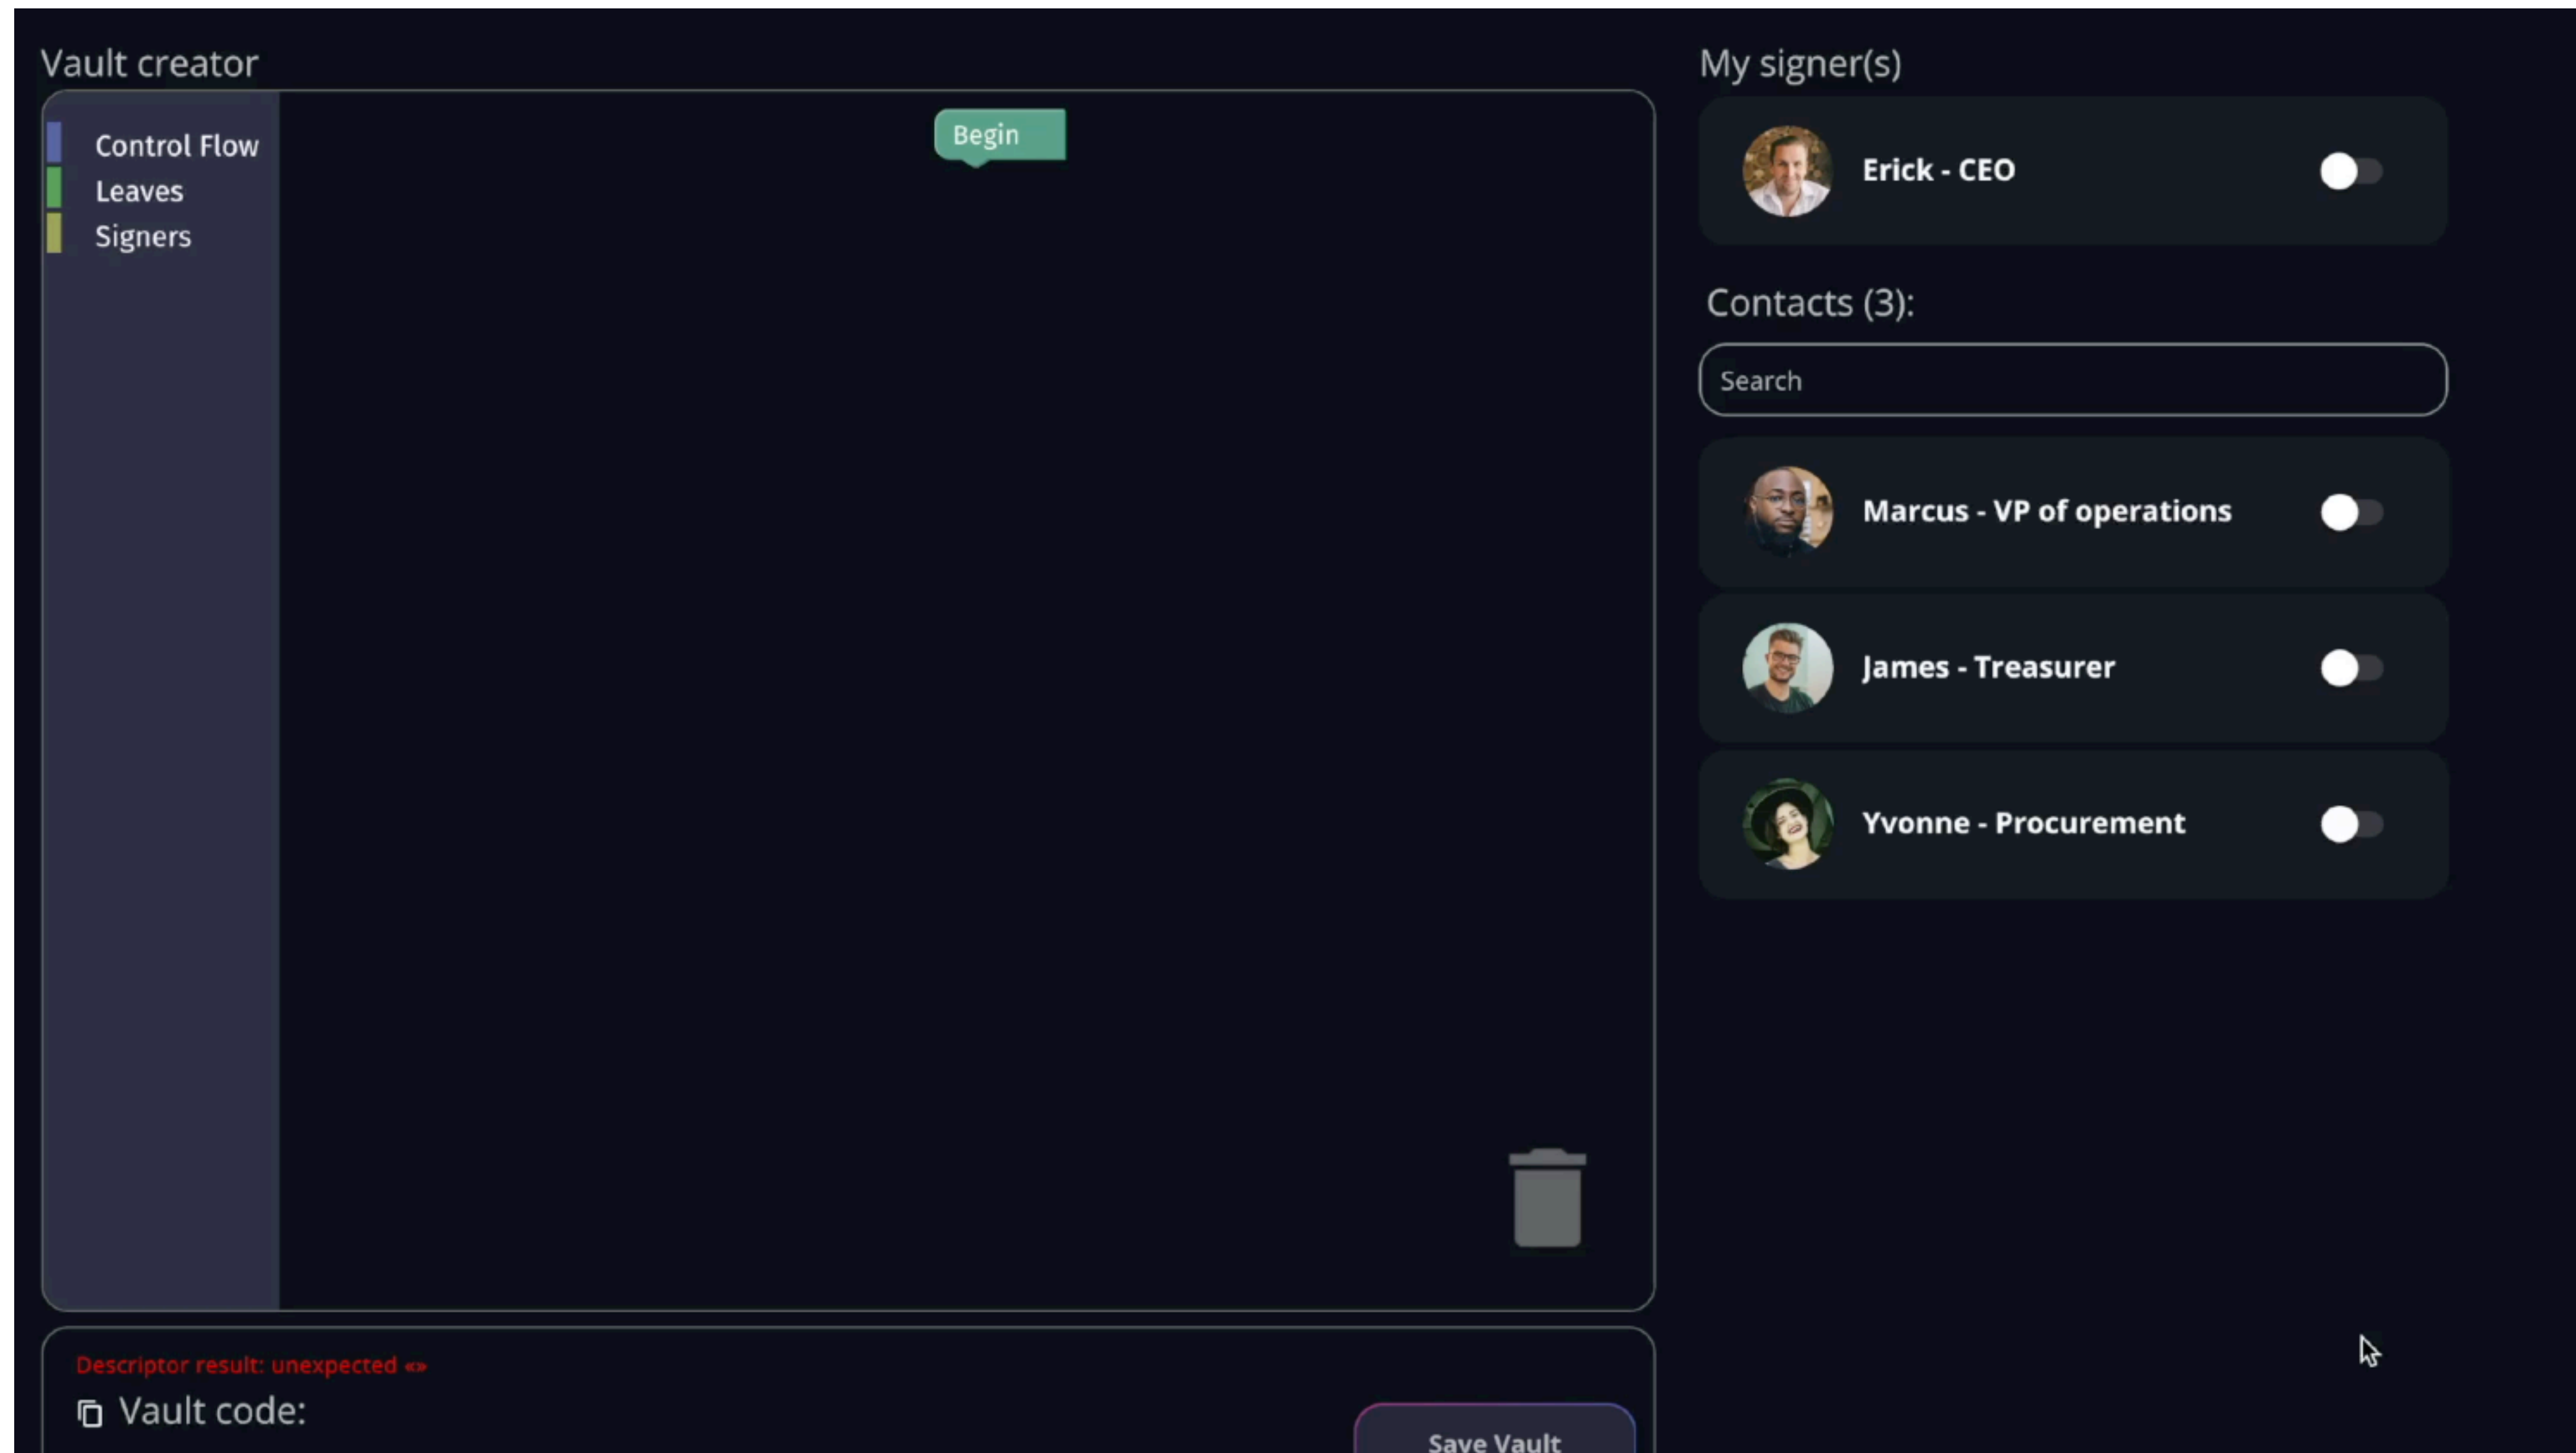 Vault creator
Control Flow
Leaves
Signers
Begin
Descriptor result: unexpected «»
Vault code:
Save Vault
My signer(s)
Erick - CEO
Contacts (3):
Search
Marcus - VP of operations
James - Treasurer
Yvonne - Procurement